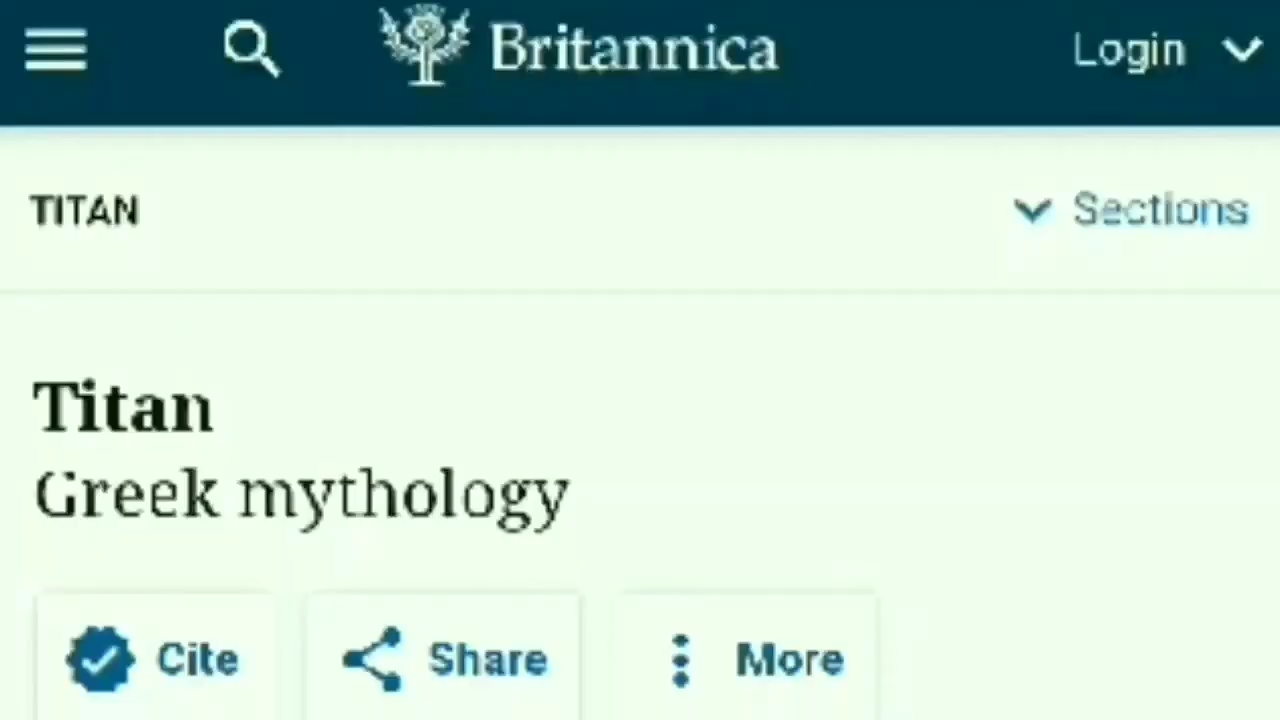 Britannica Login
TITAN Sections
Titan
Greek mythology
Cite Share More